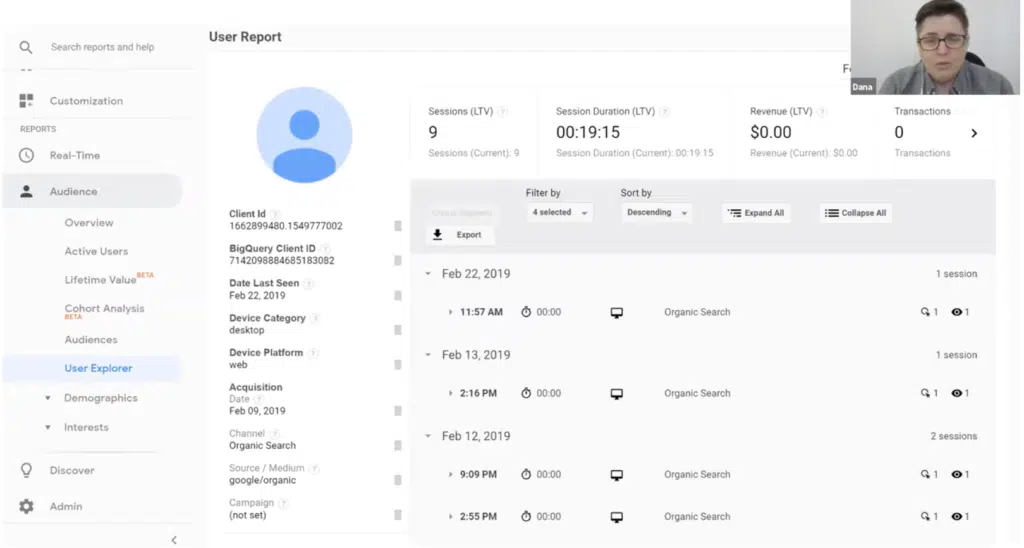 Search reports and help
Customization
REPORTS
Real-Time
Audience
Overview
Active Users
Lifetime Value BETA
Cohort Analysis
BETA
Audiences
User Explorer
Demographics
Interests
Discover
Admin
User Report
Dana
Client Id ?
1662899480.1549777002
BigQuery Client ID ?
7142098884685183082
Date Last Seen ?
Feb 22, 2019
Device Category ?
desktop
Device Platform ?
web
Acquisition
Date ?
Feb 09, 2019
Channel ?
Organic Search
Source / Medium ?
google/organic
Campaign ?
(not set)
Sessions (LTV) ?
9
Sessions (Current): 9
Session Duration (LTV) ?
00:19:15
Session Duration (Current): 00:19:15
Revenue (LTV) ?
$0.00
Revenue (Current): $0.00
Transactions
0
Transactions
Create Segment
Filter by
4 selected
Sort by
Descending
Expand All
Collapse All
Export
Feb 22, 2019 1 session
11:57 AM 00:00 Organic Search 1 1
Feb 13, 2019 1 session
2:16 PM 00:00 Organic Search 1 1
Feb 12, 2019 2 sessions
9:09 PM 00:00 Organic Search 1 1
2:55 PM 00:00 Organic Search 1 1